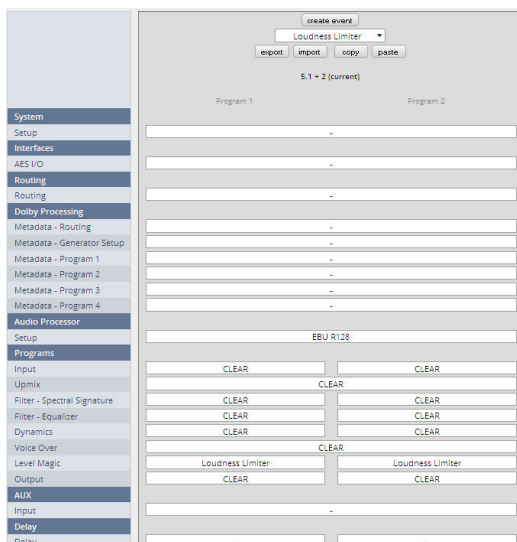 create event
Loudness Limiter
export import copy paste
5.1 + 2 (current)
Program 1 Program 2
System
Setup -
Interfaces
AES I/O -
Routing
Routing -
Dolby Processing
Metadata - Routing -
Metadata - Generator Setup -
Metadata - Program 1 -
Metadata - Program 2 -
Metadata - Program 3 -
Metadata - Program 4 -
Audio Processor
Setup EBU R128
Programs
Input CLEAR CLEAR
Upmix CLEAR
Filter - Spectral Signature CLEAR CLEAR
Filter - Equalizer CLEAR CLEAR
Dynamics CLEAR CLEAR
Voice Over CLEAR
Level Magic Loudness Limiter Loudness Limiter
Output CLEAR CLEAR
AUX
Input -
Delay
Delay